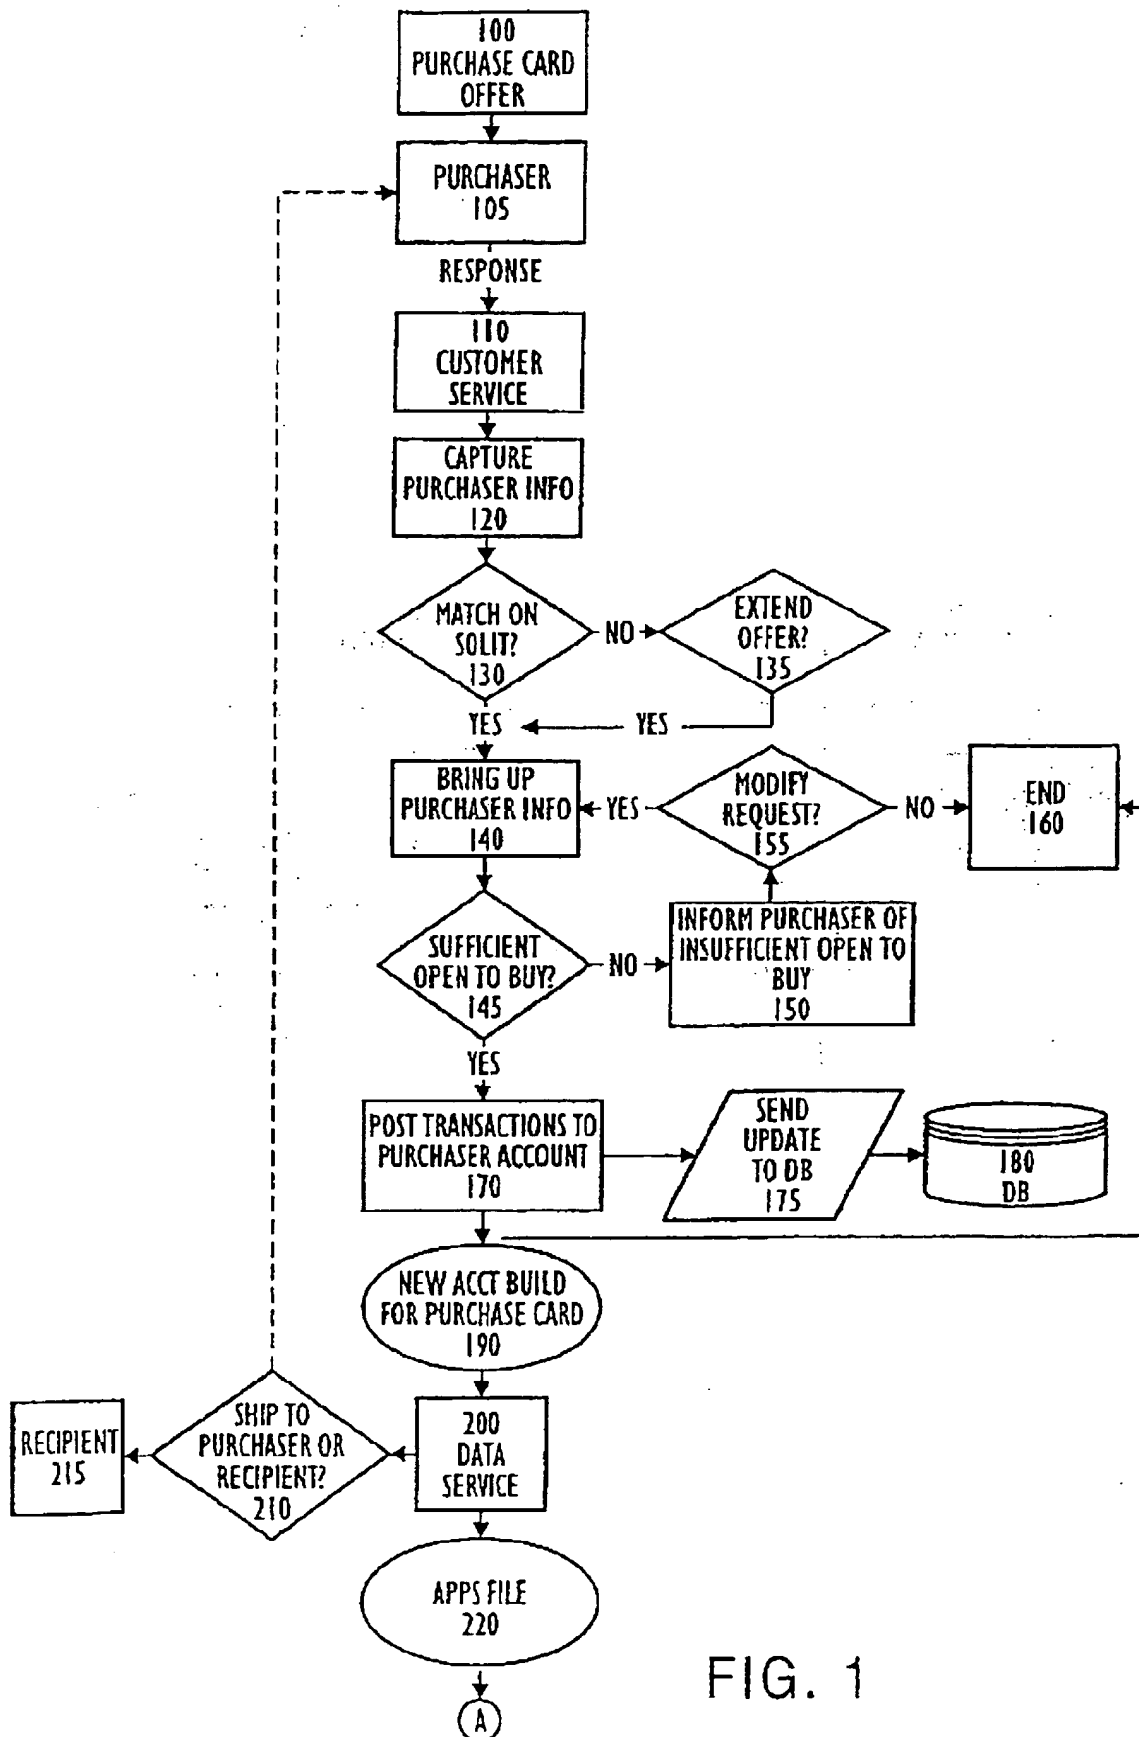 100
PURCHASE CARD
OFFER
PURCHASER
105
RESPONSE
110
CUSTOMER
SERVICE
CAPTURE
PURCHASER INFO
120
MATCH ON
SOLIT?
130
NO
EXTEND
OFFER?
135
YES
YES
BRING UP
PURCHASER INFO
140
YES
MODIFY
REQUEST?
155
NO
END
160
SUFFICIENT
OPEN TO BUY?
145
NO
INFORM PURCHASER OF
INSUFFICIENT OPEN TO
BUY
150
YES
POST TRANSACTIONS TO
PURCHASER ACCOUNT
170
SEND
UPDATE
TO DB
175
180
DB
NEW ACCT BUILD
FOR PURCHASE CARD
190
RECIPIENT
215
SHIP TO
PURCHASER OR
RECIPIENT?
210
200
DATA
SERVICE
APPS FILE
220
A
FIG. 1